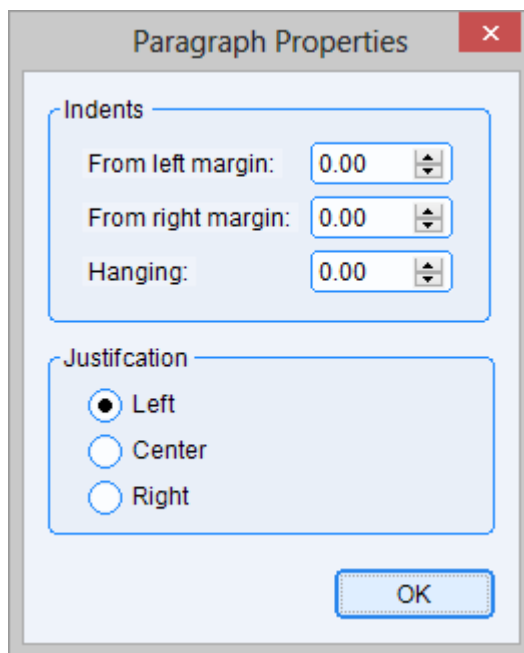 Paragraph Properties
Indents
From left margin: 0.00
From right margin: 0.00
Hanging: 0.00
Justifcation
Left
Center
Right
OK